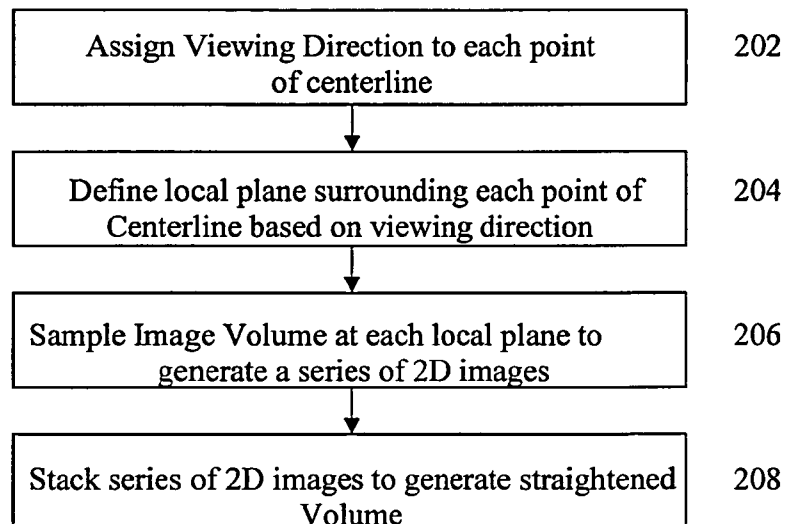 Assign Viewing Direction to each point 202
of centerline
Define local plane surrounding each point of 204
Centerline based on viewing direction
Sample Image Volume at each local plane to 206
generate a series of 2D images
Stack series of 2D images to generate straightened 208
Volume